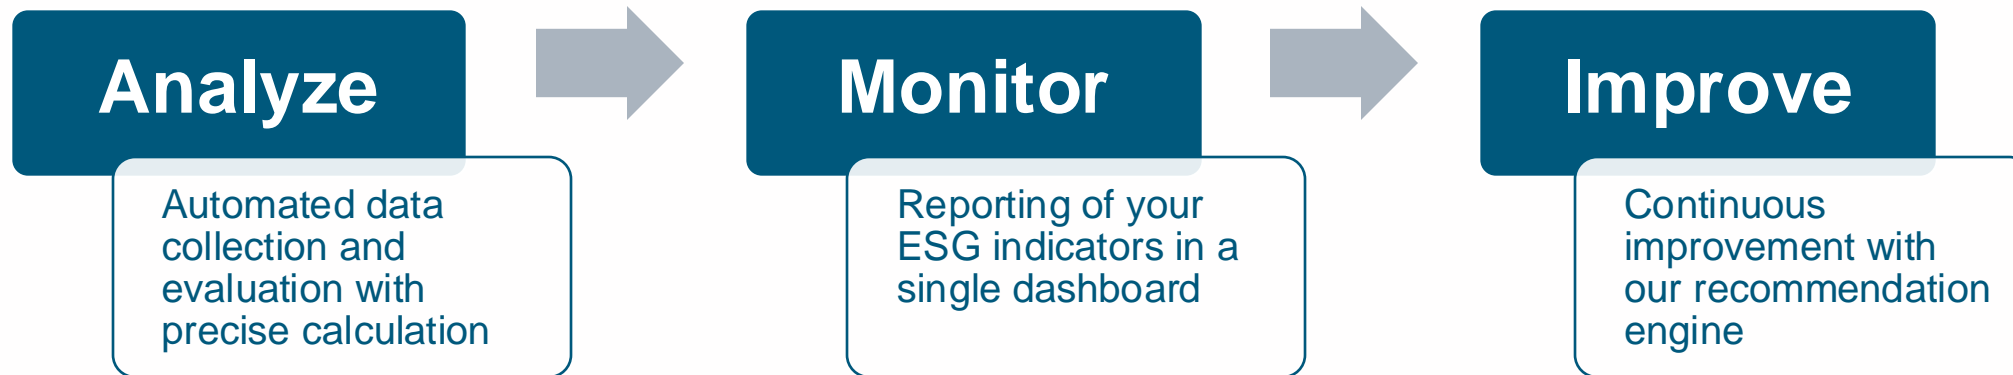 Analyze
Automated data
collection and
evaluation with
precise calculation
Monitor
Reporting of your
ESG indicators in a
single dashboard
Improve
Continuous
improvement with
our recommendation
engine